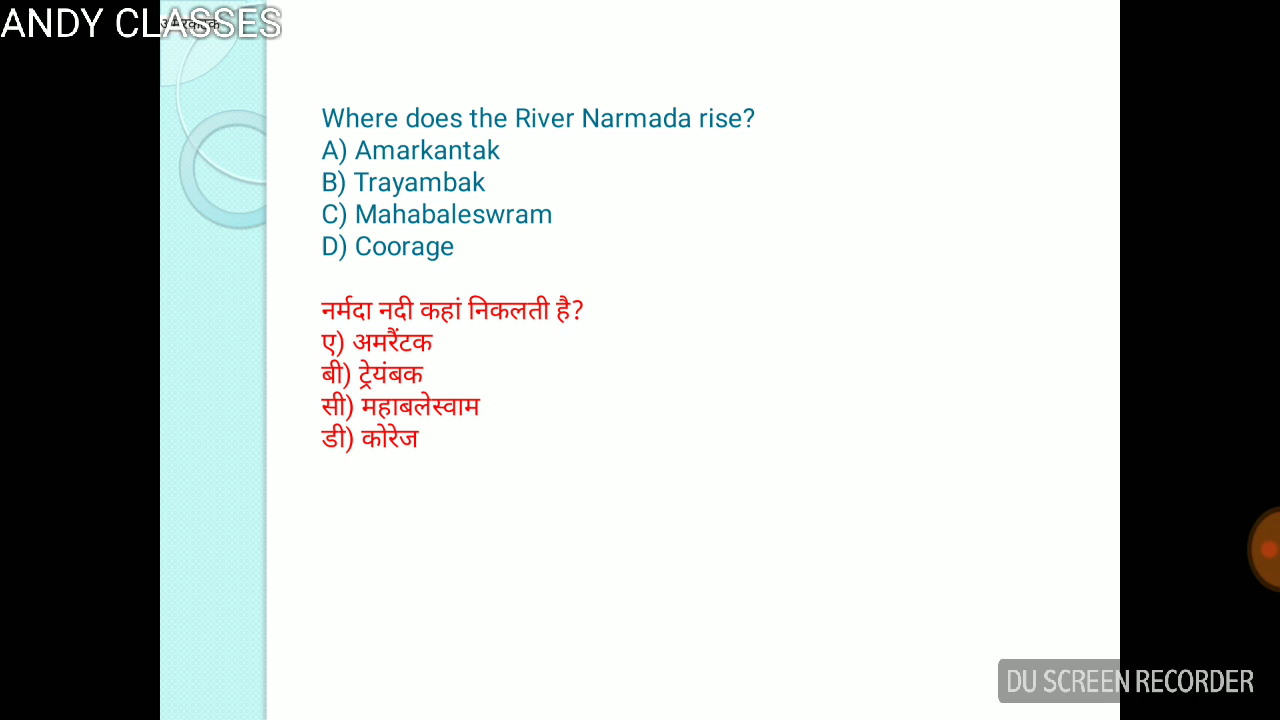 ANDY CLASSES
Where does the River Narmada rise?
A) Amarkantak
B) Trayambak
C) Mahabaleswram
D) Coorage
नर्मदा नदी कहां निकलती है?
ए) अमरैंटक
बी) ट्रेयंबक
सी) महाबलेस्वाम
डी) कोरेज
DU SCREEN RECORDER